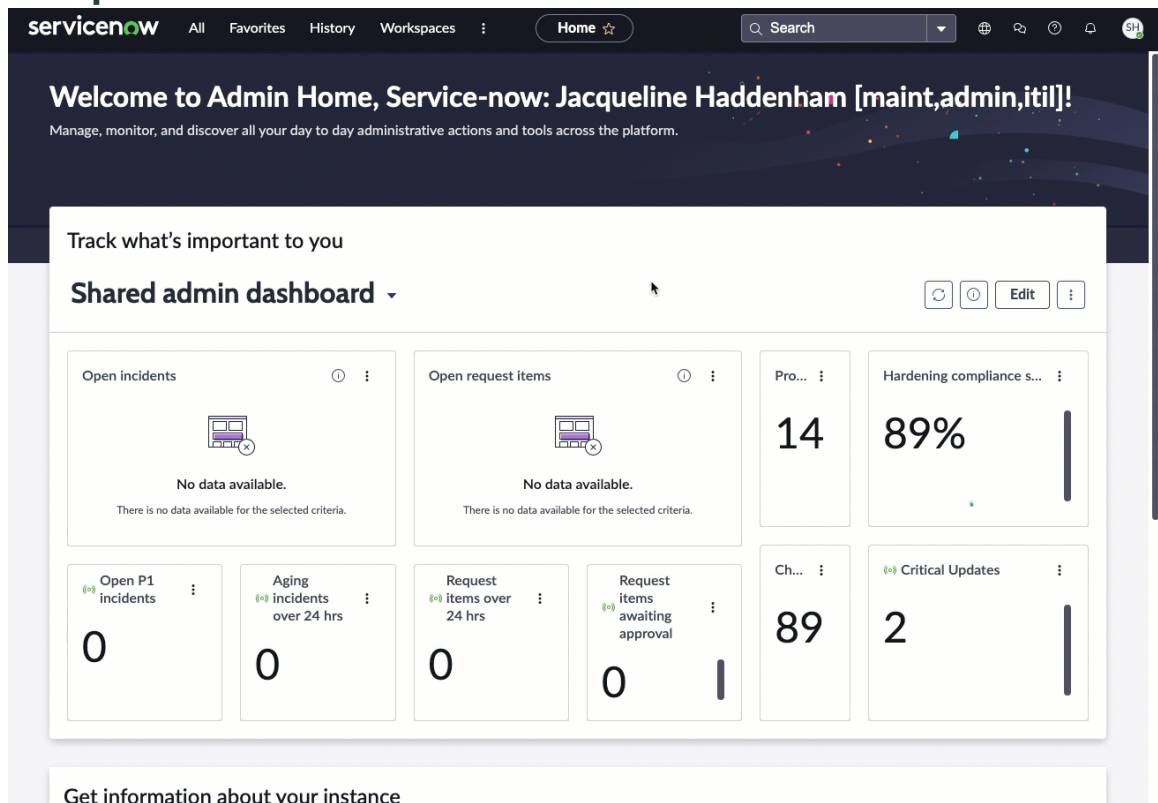 servicenow
All Favorites History Workspaces Home Search SH
Welcome to Admin Home, Service-now: Jacqueline Haddenham [maint,admin,itil]!
Manage, monitor, and discover all your day to day administrative actions and tools across the platform.
Track what's important to you
Shared admin dashboard
Edit
Open incidents
No data available.
There is no data available for the selected criteria.
Open request items
No data available.
There is no data available for the selected criteria.
Pro...
14
Hardening compliance s...
89%
Open P1
incidents
0
Aging
incidents
over 24 hrs
0
Request
items over
24 hrs
0
Request
items
awaiting
approval
0
Ch...
89
Critical Updates
2
Get information about your instance